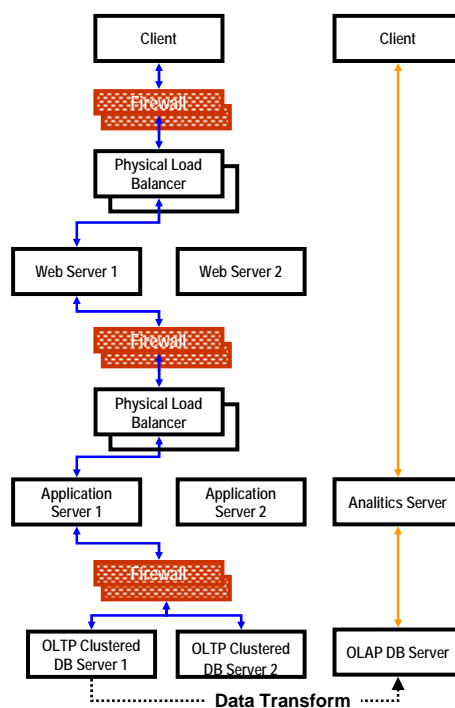 Client
Client
Firewall
Physical Load
Balancer
Web Server 1
Web Server 2
Firewall
Physical Load
Balancer
Application
Server 1
Application
Server 2
Analitics Server
Firewall
OLTP Clustered
DB Server 1
OLTP Clustered
DB Server 2
OLAP DB Server
Data Transform